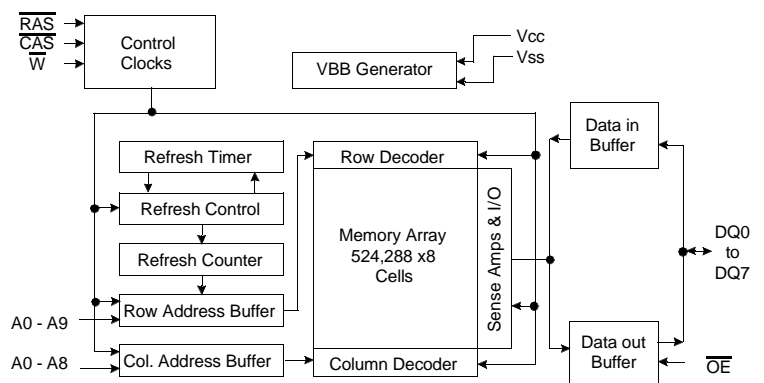 RAS
CAS
W
Control
Clocks
VBB Generator
Vcc
Vss
Refresh Timer
Refresh Control
Refresh Counter
Row Address Buffer
Col. Address Buffer
A0 - A9
A0 - A8
Row Decoder
Memory Array
524,288 x8
Cells
Column Decoder
Sense Amps & I/O
Data in
Buffer
Data out
Buffer
DQ0
to
DQ7
OE